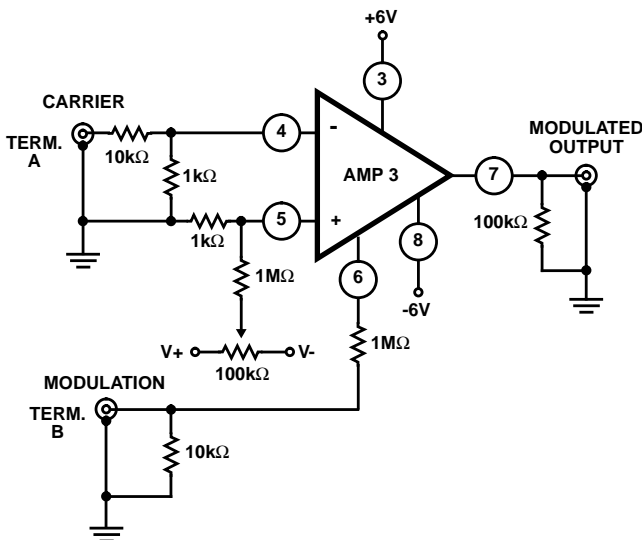 +6V
3
CARRIER
TERM.
A
10kΩ
4
-
1kΩ
AMP 3
7
MODULATED
OUTPUT
1kΩ
5
+
8
100kΩ
6
-6V
1MΩ
V+
V-
100kΩ
1MΩ
MODULATION
TERM.
B
10kΩ